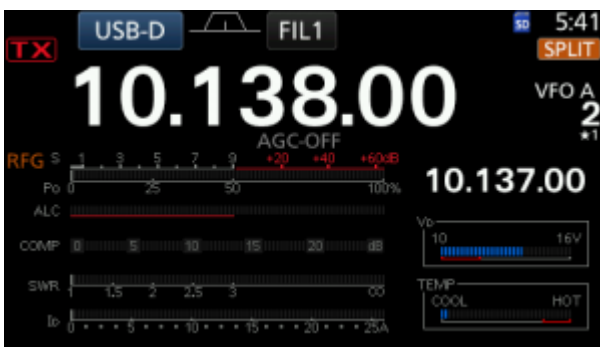 USB-D FIL1 SD 5:41
TX SPLIT
10.138.00 VFO A
2
★1
AGC-OFF
RFG S 1 3 5 7 9 +20 +40 +60dB
Po 0 25 50 100% 10.137.00
ALC
VD
10 16V
COMP 0 5 10 15 20 dB
SWR 1 1.5 2 2.5 3 ∞
TEMP
COOL HOT
ID 0 5 10 15 20 25A